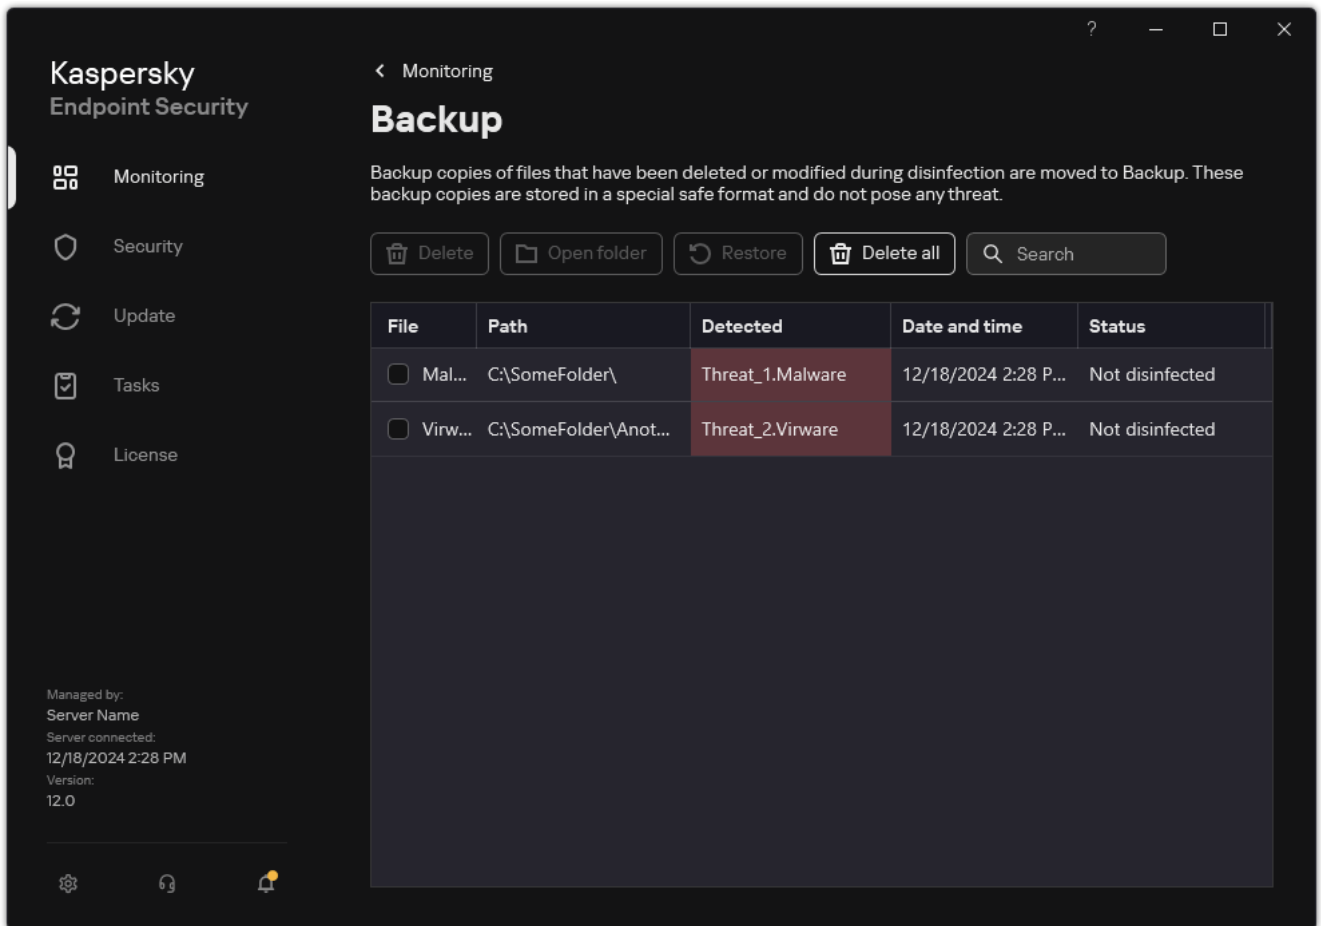 ?
Kaspersky
Endpoint Security
Monitoring
Security
Update
Tasks
License
Managed by:
Server Name
Server connected:
12/18/2024 2:28 PM
Version:
12.0
Monitoring
Backup
Backup copies of files that have been deleted or modified during disinfection are moved to Backup. These
backup copies are stored in a special safe format and do not pose any threat.
Delete Open folder Restore Delete all Search
File Path Detected Date and time Status
Mal... C:\SomeFolder\ Threat_1.Malware 12/18/2024 2:28 P... Not disinfected
Virw... C:\SomeFolder\Anot... Threat_2.Virware 12/18/2024 2:28 P... Not disinfected